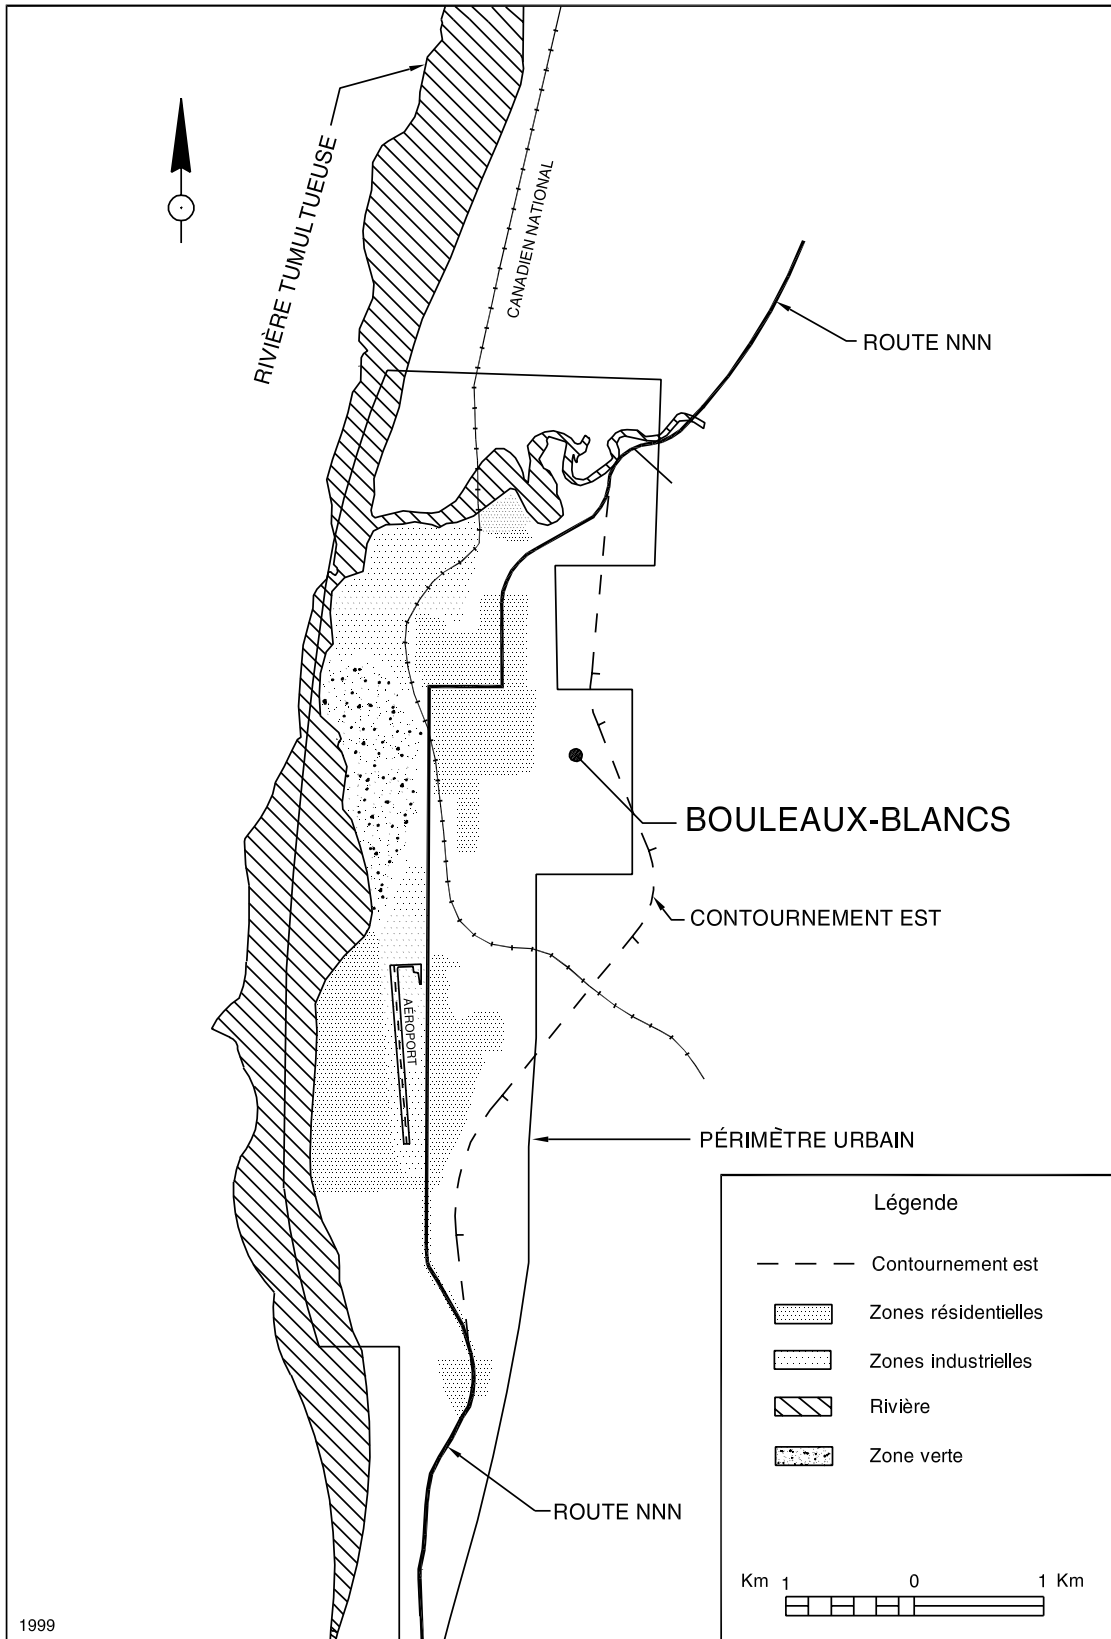 RIVIÈRE TUMULTUEUSE
CANADIEN NATIONAL
ROUTE NNN
BOULEAUX-BLANCS
CONTOURNEMENT EST
AÉROPORT
PÉRIMÈTRE URBAIN
ROUTE NNN
Légende
Contournement est
Zones résidentielles
Zones industrielles
Rivière
Zone verte
Km 1 0 1 Km
1999